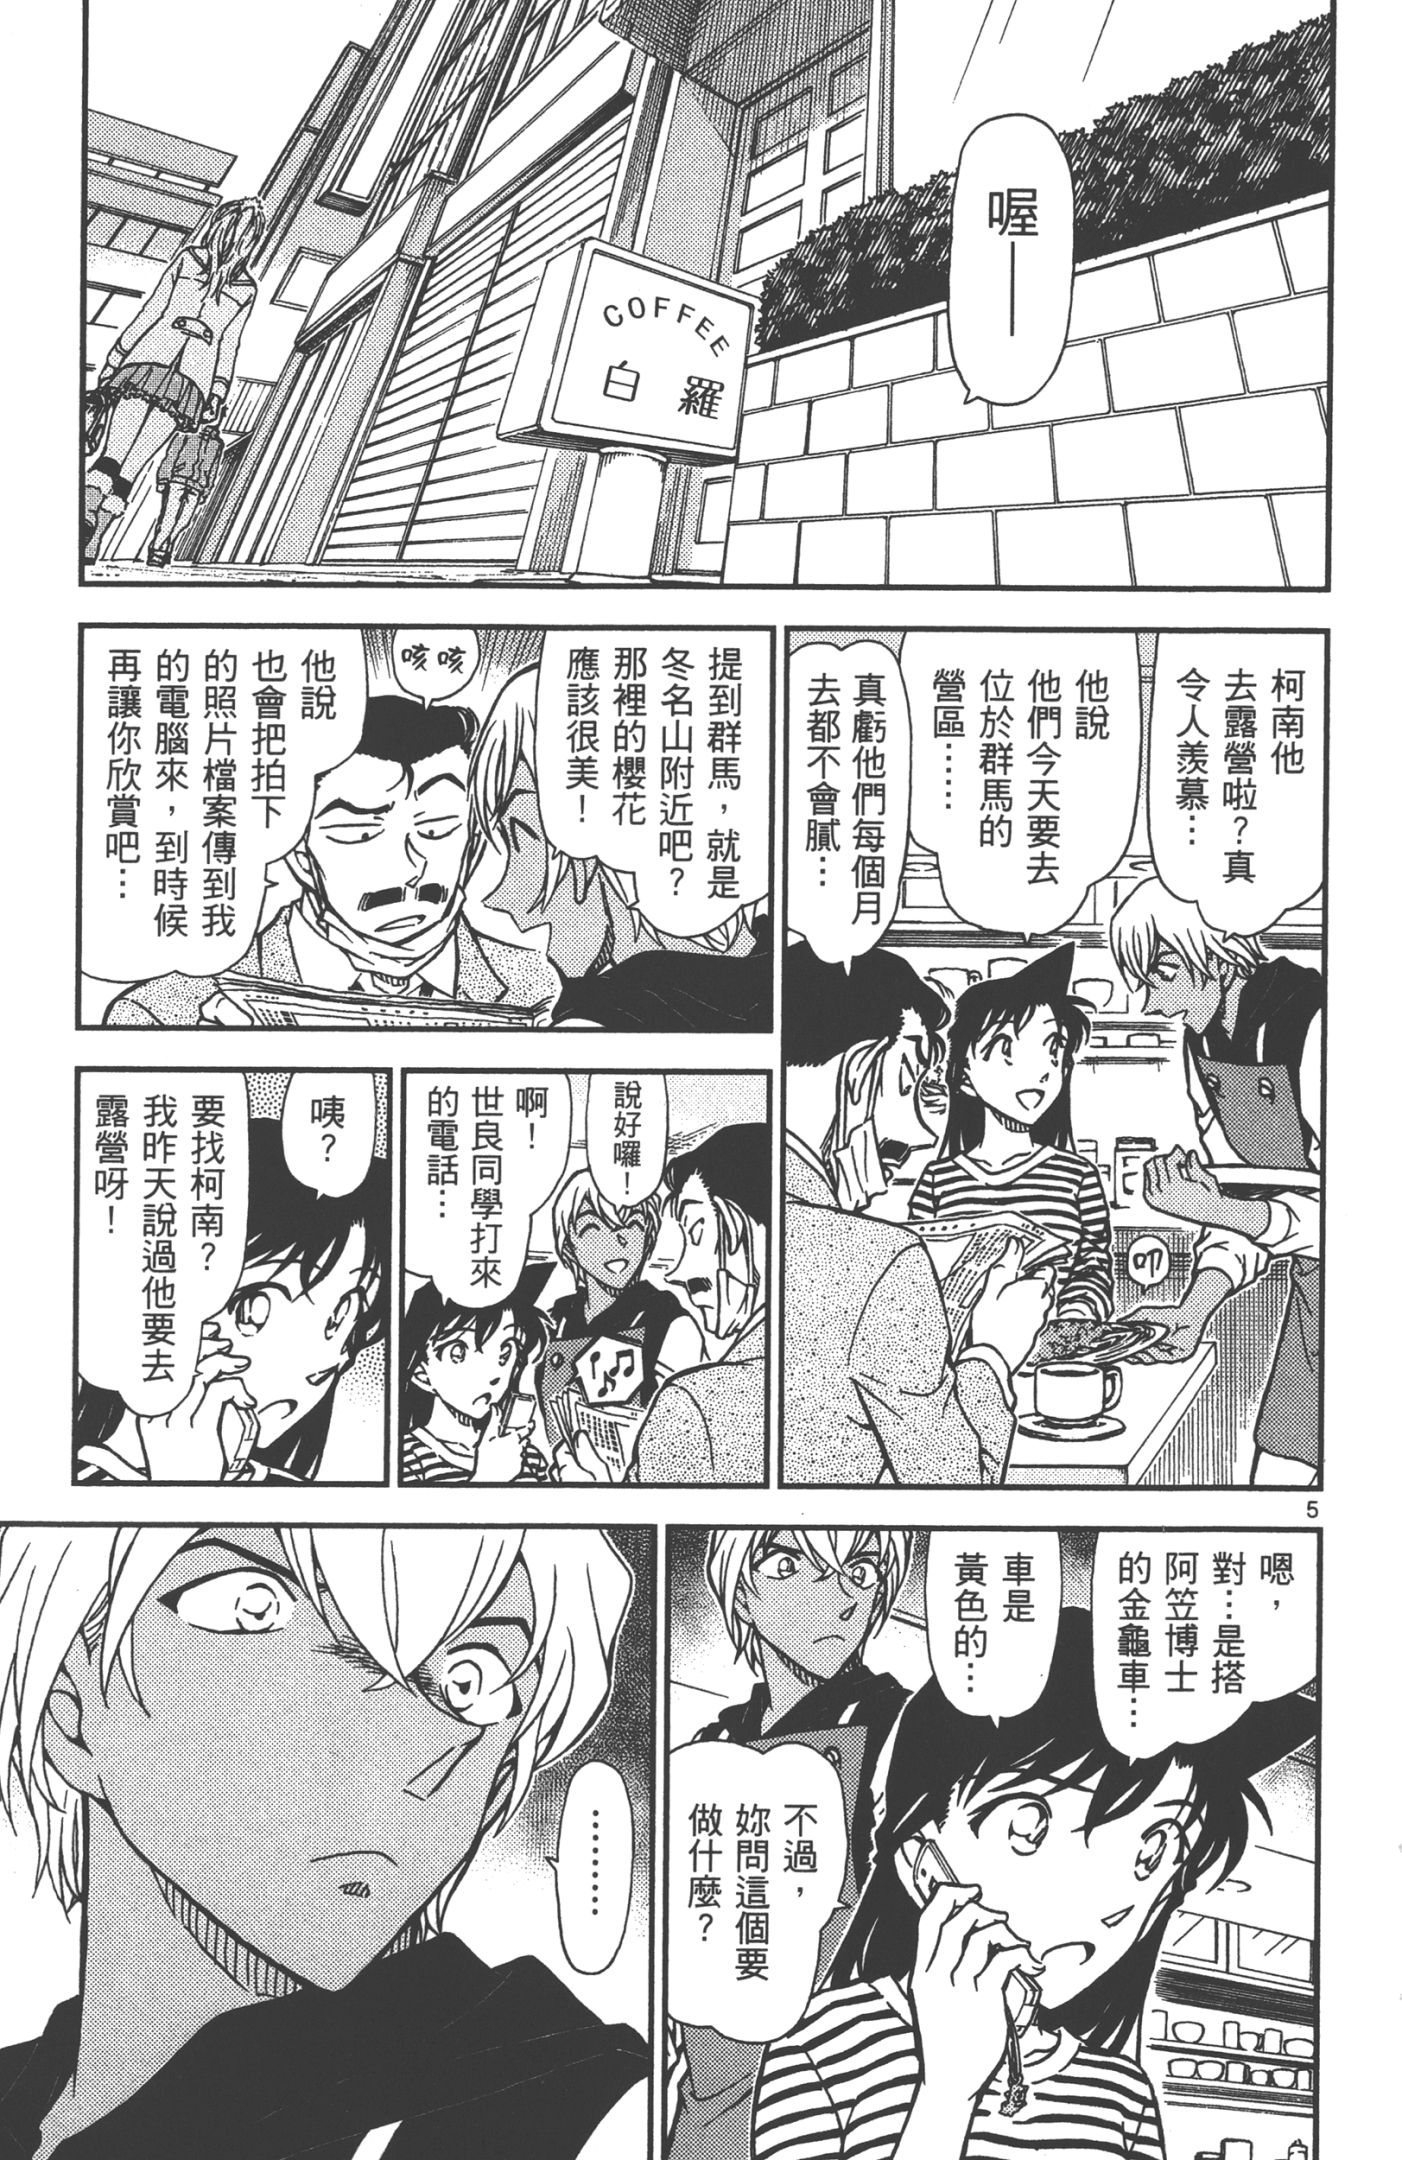 喔——
COFFEE
白羅
柯南他
去露營啦？真
令人羨慕…
他說
他們今天要去
位於群馬的
營區……
真虧他們每個月
去都不會膩…
叩
提到群馬，就是
冬名山附近吧？
那裡的櫻花
應該很美！
咳咳
他說
也會把拍下
的照片檔案傳到我
的電腦來，到時候
再讓你欣賞吧…
說好囉！
啊！
世良同學打來
的電話…
咦？
要找柯南？
我昨天說過他要去
露營呀！
5
嗯，
對…是搭
阿笠博士
的金龜車…
車是
黃色的…
不過，
妳問這個要
做什麼？
………